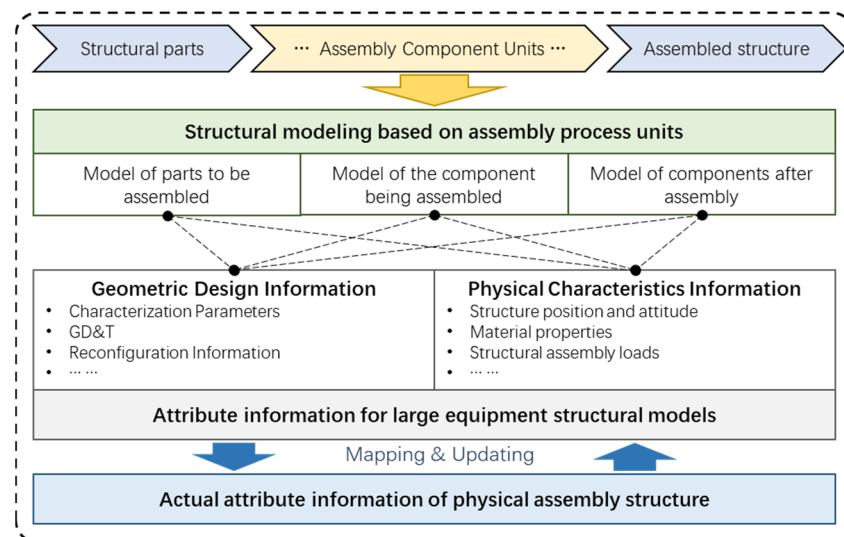 Structural parts
··· Assembly Component Units ···
Assembled structure
Structural modeling based on assembly process units
Model of parts to be
assembled
Model of the component
being assembled
Model of components after
assembly
Geometric Design Information
• Characterization Parameters
• GD&T
• Reconfiguration Information
• ··· ···
Physical Characteristics Information
• Structure position and attitude
• Material properties
• Structural assembly loads
• ··· ···
Attribute information for large equipment structural models
Mapping & Updating
Actual attribute information of physical assembly structure